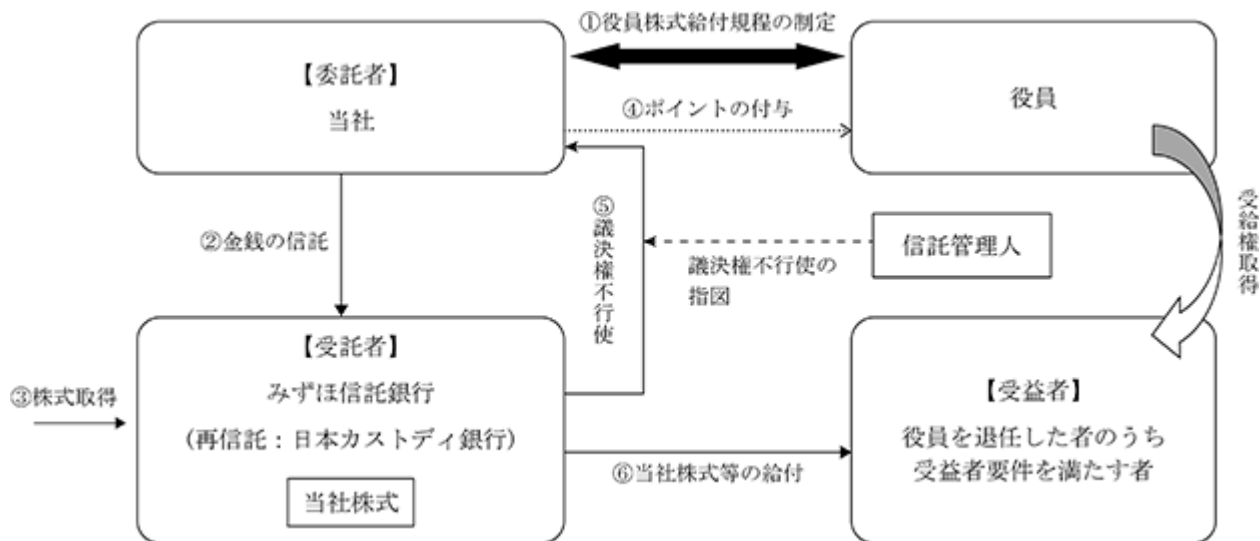 ①役員株式給付規程の制定
【委託者】
当社
役員
④ポイントの付与
②金銭の信託
⑤議決権不行使
議決権不行使の
指図
信託管理人
受給権取得
③株式取得
【受託者】
みずほ信託銀行
(再信託：日本カストディ銀行)
当社株式
⑥当社株式等の給付
【受益者】
役員を退任した者のうち
受益者要件を満たす者